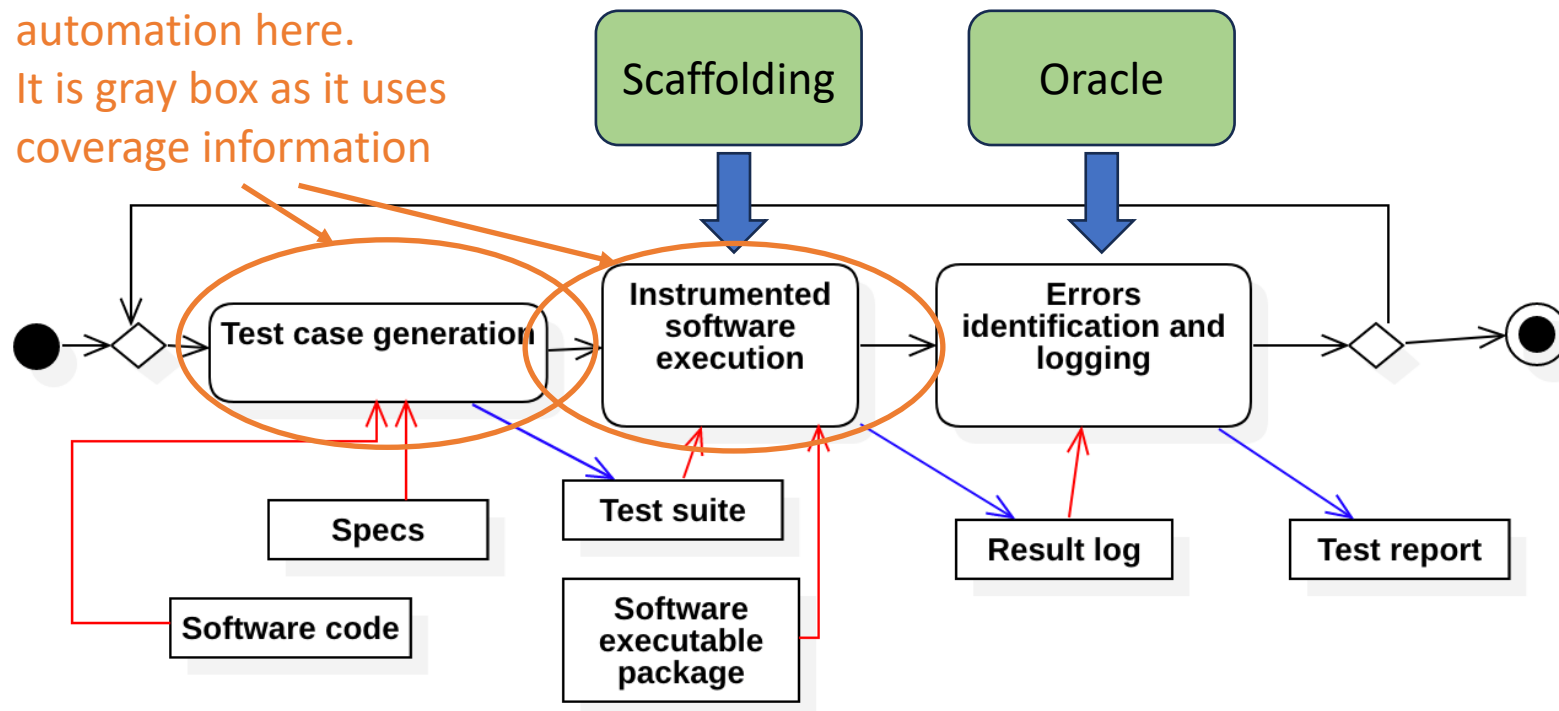 automation here.
It is gray box as it uses
coverage information
Scaffolding
Oracle
Test case generation
Instrumented
software
execution
Errors
identification and
logging
Specs
Test suite
Result log
Test report
Software code
Software
executable
package